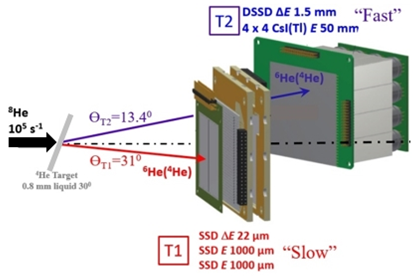 T2 DSSD ΔE 1.5 mm "Fast"
4 x 4 CsI(Tl) E 50 mm
⁶He(⁴He)
⁸He
10⁵ s⁻¹
Θ_T2=13.4⁰
Θ_T1=31⁰
⁶He(⁴He)
⁴He Target
0.8 mm liquid 30⁰
T1 SSD ΔE 22 µm
SSD E 1000 µm "Slow"
SSD E 1000 µm